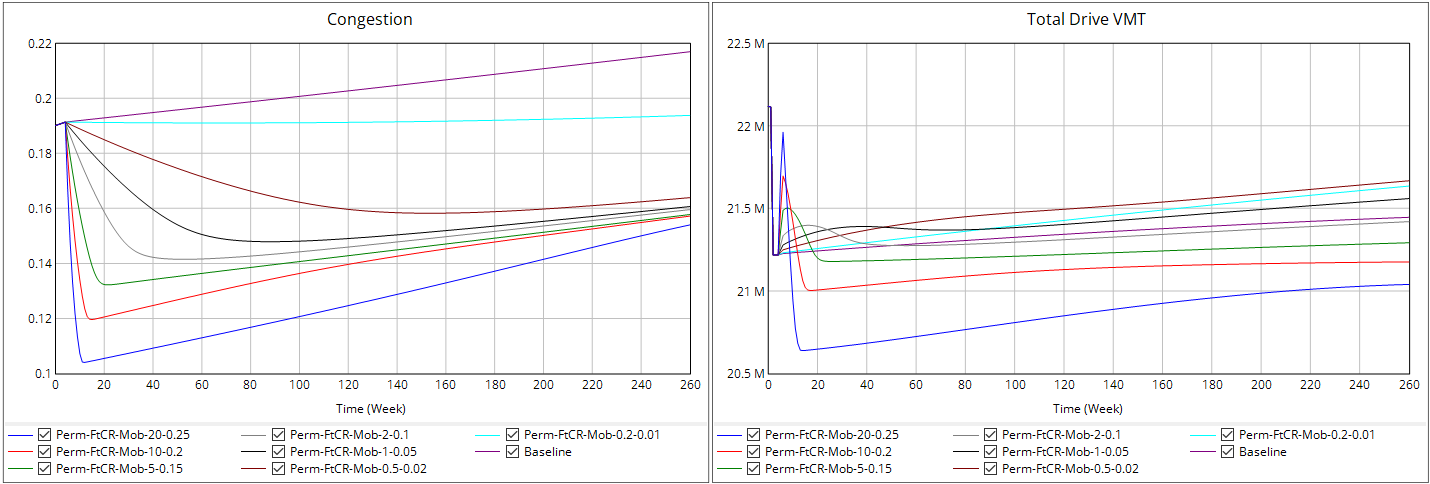 Congestion
0.22
0.2
0.18
0.16
0.14
0.12
0.1
0 20 40 60 80 100 120 140 160 180 200 220 240 260
Time (Week)
Perm-FtCR-Mob-20-0.25 Perm-FtCR-Mob-2-0.1 Perm-FtCR-Mob-0.2-0.01
Perm-FtCR-Mob-10-0.2 Perm-FtCR-Mob-1-0.05 Baseline
Perm-FtCR-Mob-5-0.15 Perm-FtCR-Mob-0.5-0.02
Total Drive VMT
22.5 M
22 M
21.5 M
21 M
20.5 M
0 20 40 60 80 100 120 140 160 180 200 220 240 260
Time (Week)
Perm-FtCR-Mob-20-0.25 Perm-FtCR-Mob-2-0.1 Perm-FtCR-Mob-0.2-0.01
Perm-FtCR-Mob-10-0.2 Perm-FtCR-Mob-1-0.05 Baseline
Perm-FtCR-Mob-5-0.15 Perm-FtCR-Mob-0.5-0.02